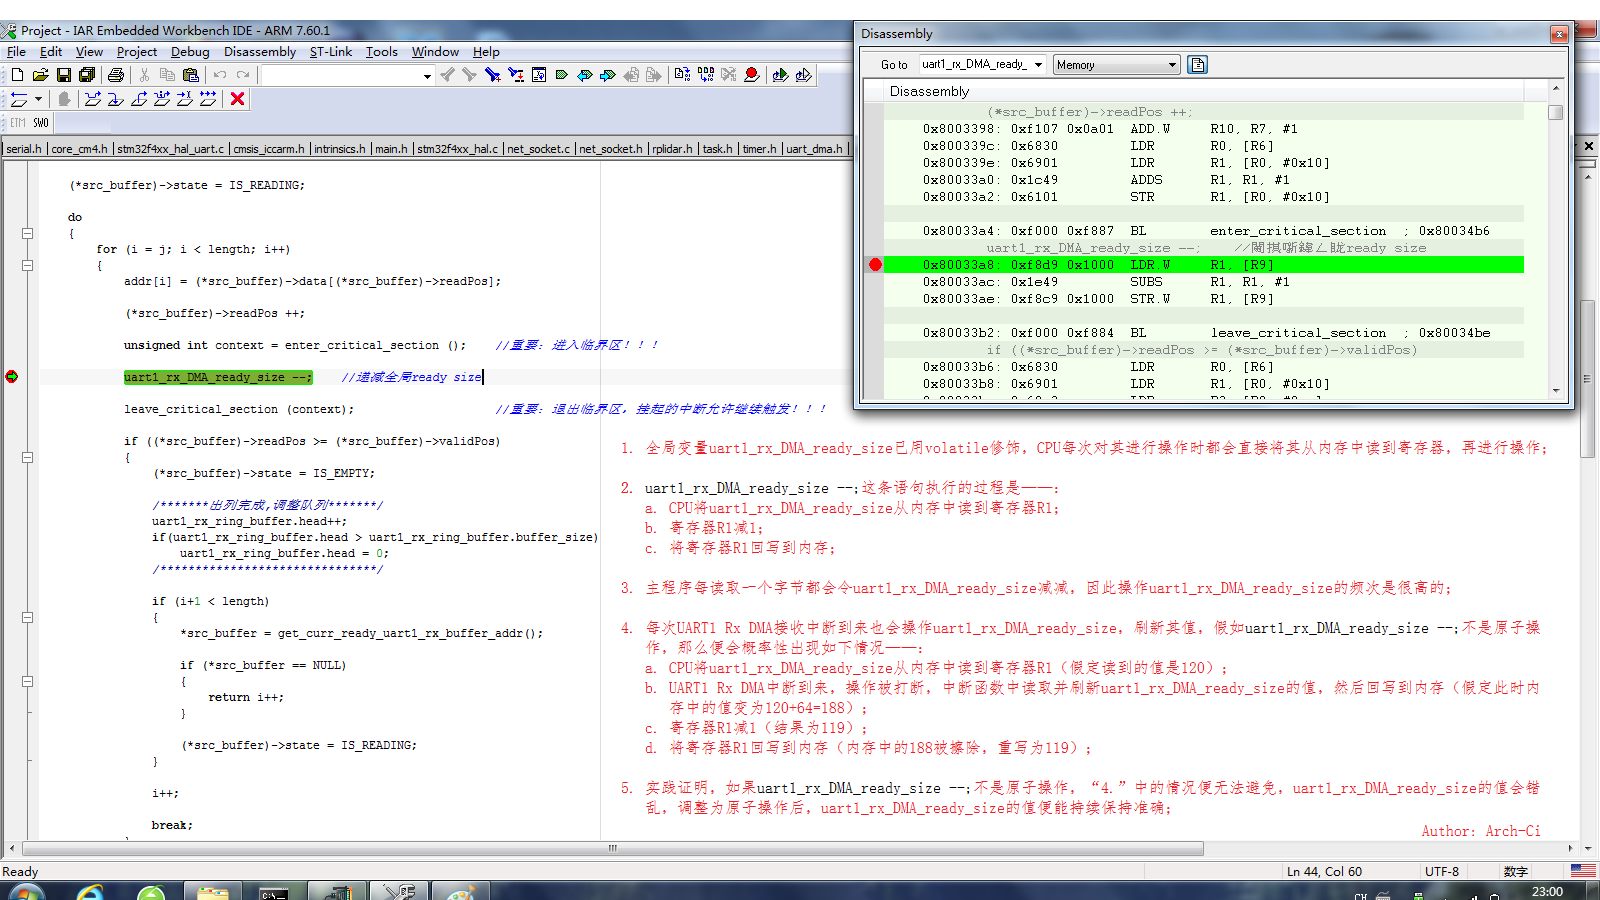 Project - IAR Embedded Workbench IDE - ARM 7.60.1
File Edit View Project Debug Disassembly ST-Link Tools Window Help
ETM SWO
serial.h core_cm4.h stm32f4xx_hal_uart.c cmsis_iccarm.h intrinsics.h main.h stm32f4xx_hal.c net_socket.c net_socket.h rplidar.h task.h timer.h uart_dma.h
(*src_buffer)->state = IS_READING;
do
{
for (i = j; i < length; i++)
{
addr[i] = (*src_buffer)->data[(*src_buffer)->readPos];
(*src_buffer)->readPos ++;
unsigned int context = enter_critical_section (); //重要：进入临界区！！！
uart1_rx_DMA_ready_size --; //递减全局ready size
leave_critical_section (context); //重要：退出临界区，挂起的中断允许继续触发！！！
if ((*src_buffer)->readPos >= (*src_buffer)->validPos)
{
(*src_buffer)->state = IS_EMPTY;
/*******出列完成,调整队列*******/
uart1_rx_ring_buffer.head++;
if(uart1_rx_ring_buffer.head > uart1_rx_ring_buffer.buffer_size)
uart1_rx_ring_buffer.head = 0;
/*******************************/
if (i+1 < length)
{
*src_buffer = get_curr_ready_uart1_rx_buffer_addr();
if (*src_buffer == NULL)
{
return i++;
}
(*src_buffer)->state = IS_READING;
}
i++;
break;
Disassembly
Go to uart1_rx_DMA_ready_ Memory
Disassembly
(*src_buffer)->readPos ++;
0x8003398: 0xf107 0x0a01 ADD.W R10, R7, #1
0x800339c: 0x6830 LDR R0, [R6]
0x800339e: 0x6901 LDR R1, [R0, #0x10]
0x80033a0: 0x1c49 ADDS R1, R1, #1
0x80033a2: 0x6101 STR R1, [R0, #0x10]
0x80033a4: 0xf000 0xf887 BL enter_critical_section ; 0x80034b6
uart1_rx_DMA_ready_size --; //ready size
0x80033a8: 0xf8d9 0x1000 LDR.W R1, [R9]
0x80033ac: 0x1e49 SUBS R1, R1, #1
0x80033ae: 0xf8c9 0x1000 STR.W R1, [R9]
0x80033b2: 0xf000 0xf884 BL leave_critical_section ; 0x80034be
if ((*src_buffer)->readPos >= (*src_buffer)->validPos)
0x80033b6: 0x6830 LDR R0, [R6]
0x80033b8: 0x6901 LDR R1, [R0, #0x10]
1. 全局变量uart1_rx_DMA_ready_size已用volatile修饰，CPU每次对其进行操作时都会直接将其从内存中读到寄存器，再进行操作；
2. uart1_rx_DMA_ready_size --;这条语句执行的过程是——：
a. CPU将uart1_rx_DMA_ready_size从内存中读到寄存器R1；
b. 寄存器R1减1；
c. 将寄存器R1回写到内存；
3. 主程序每读取一个字节都会令uart1_rx_DMA_ready_size减减，因此操作uart1_rx_DMA_ready_size的频次是很高的；
4. 每次UART1 Rx DMA接收中断到来也会操作uart1_rx_DMA_ready_size，刷新其值，假如uart1_rx_DMA_ready_size --;不是原子操
作，那么便会概率性出现如下情况——：
a. CPU将uart1_rx_DMA_ready_size从内存中读到寄存器R1（假定读到的值是120）；
b. UART1 Rx DMA中断到来，操作被打断，中断函数中读取并刷新uart1_rx_DMA_ready_size的值，然后回写到内存（假定此时内
存中的值变为120+64=188）；
c. 寄存器R1减1（结果为119）；
d. 将寄存器R1回写到内存（内存中的188被擦除，重写为119）；
5. 实践证明，如果uart1_rx_DMA_ready_size --;不是原子操作，“4.”中的情况便无法避免，uart1_rx_DMA_ready_size的值会错
乱，调整为原子操作后，uart1_rx_DMA_ready_size的值便能持续保持准确；
Author: Arch-Ci
Ready Ln 44, Col 60 UTF-8 数字
23:00